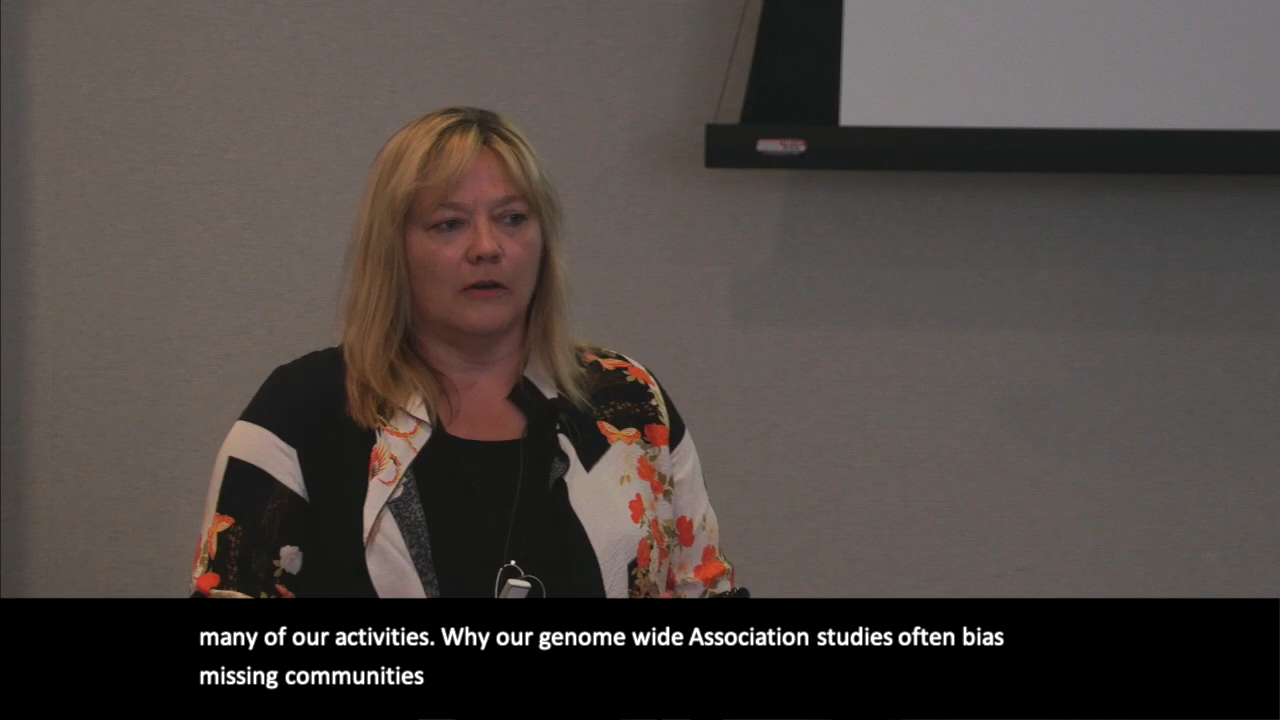 many of our activities. Why our genome wide Association studies often bias
missing communities